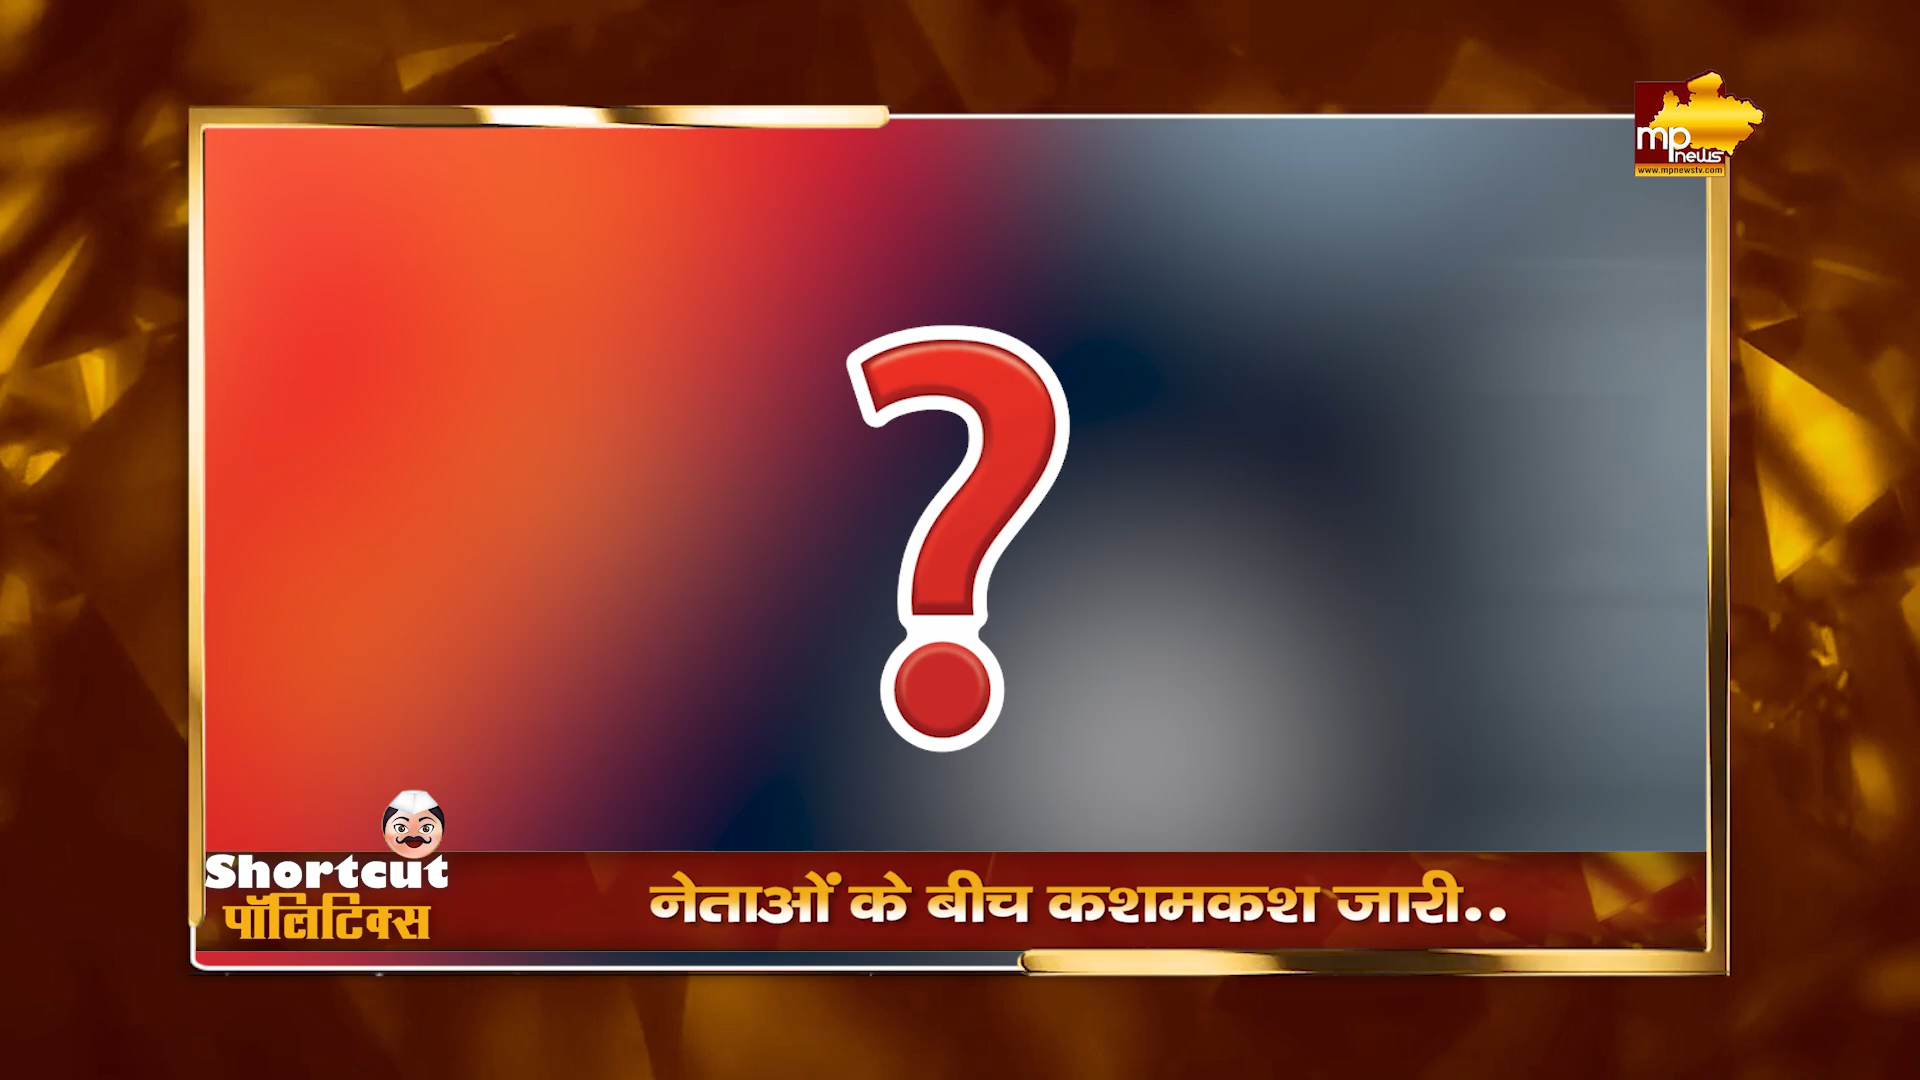 mp
news
www.mpnewstv.com
?
Shortcut
पॉलिटिक्स
नेताओं के बीच कशमकश जारी..